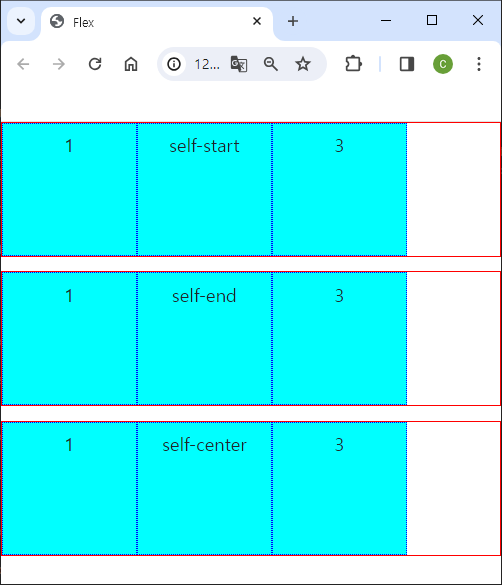 Flex
12...
C
1 self-start 3
1 self-end 3
1 self-center 3